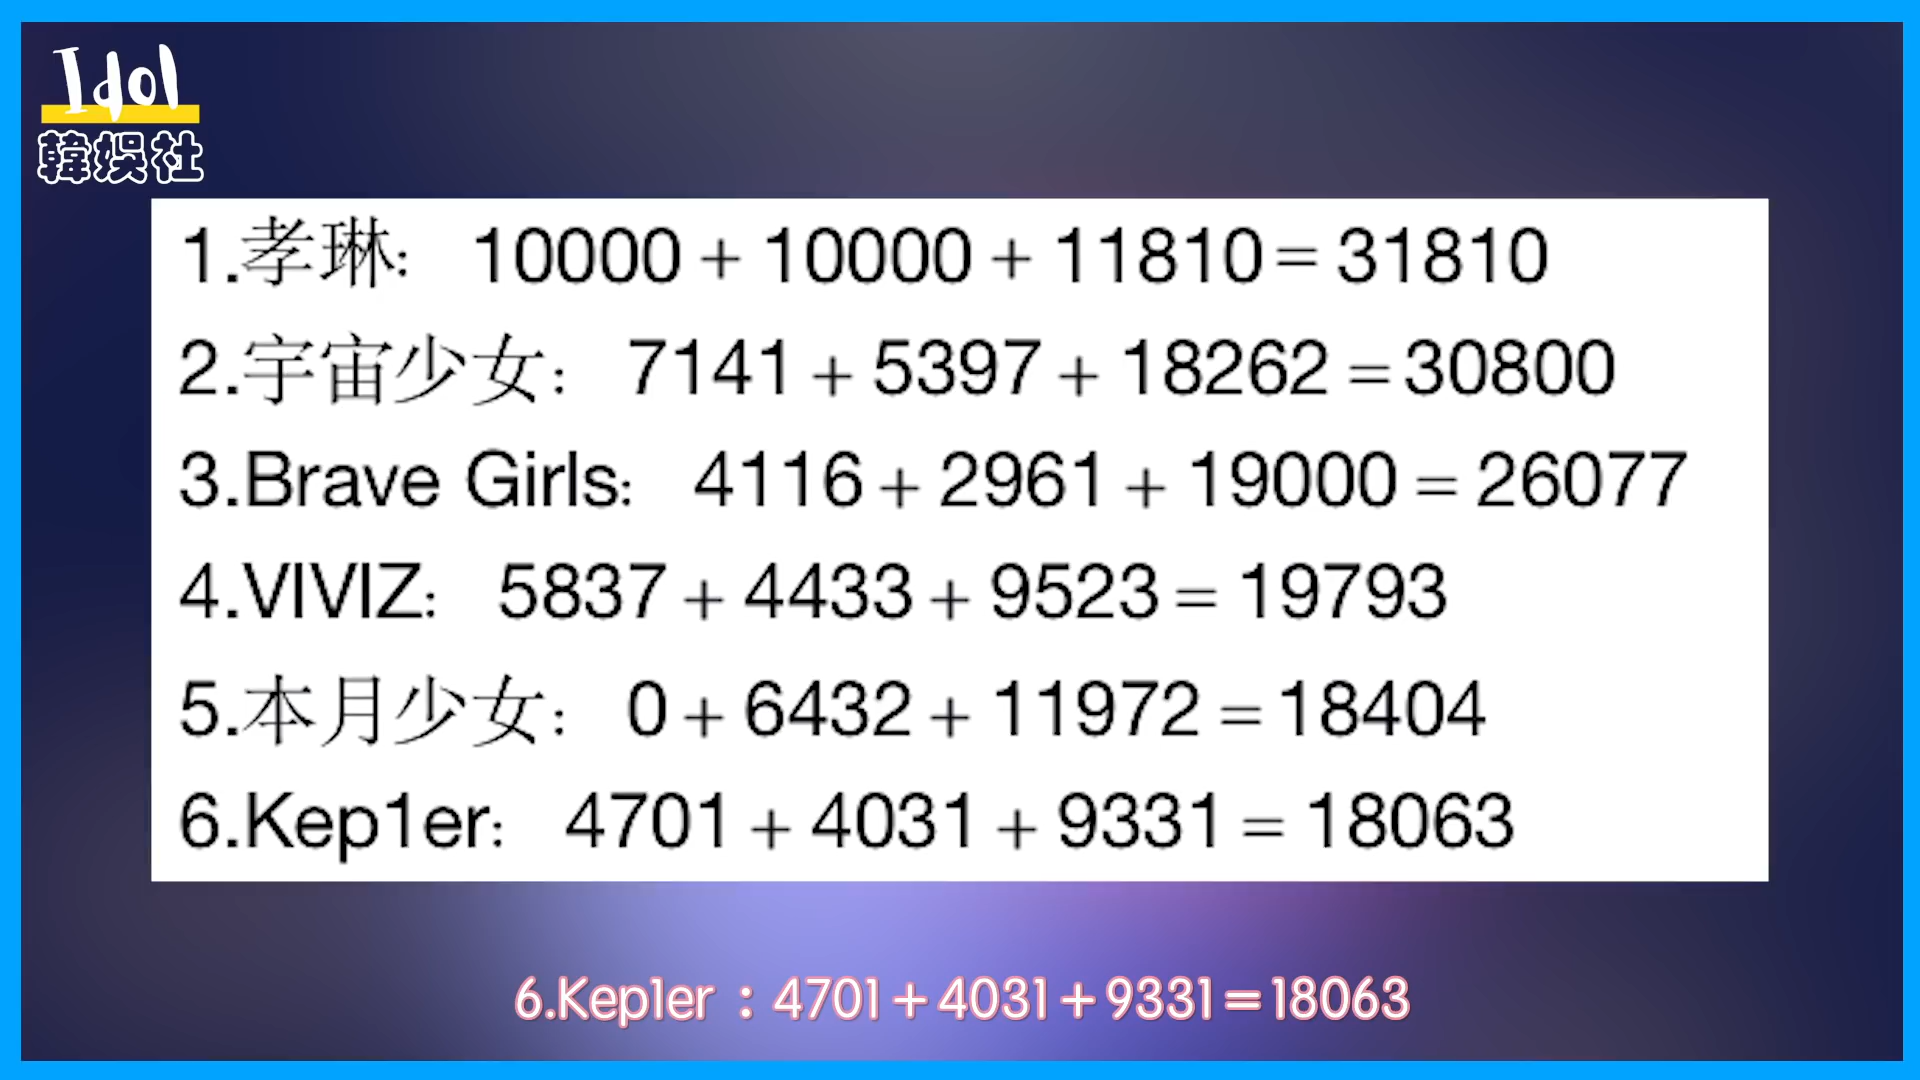 Idol
韓娛社
1.孝琳: 10000 + 10000 + 11810 = 31810
2.宇宙少女: 7141 + 5397 + 18262 = 30800
3.Brave Girls: 4116 + 2961 + 19000 = 26077
4.VIVIZ: 5837 + 4433 + 9523 = 19793
5.本月少女: 0 + 6432 + 11972 = 18404
6.Kep1er: 4701 + 4031 + 9331 = 18063
6.Kep1er ：4701＋4031＋9331＝18063